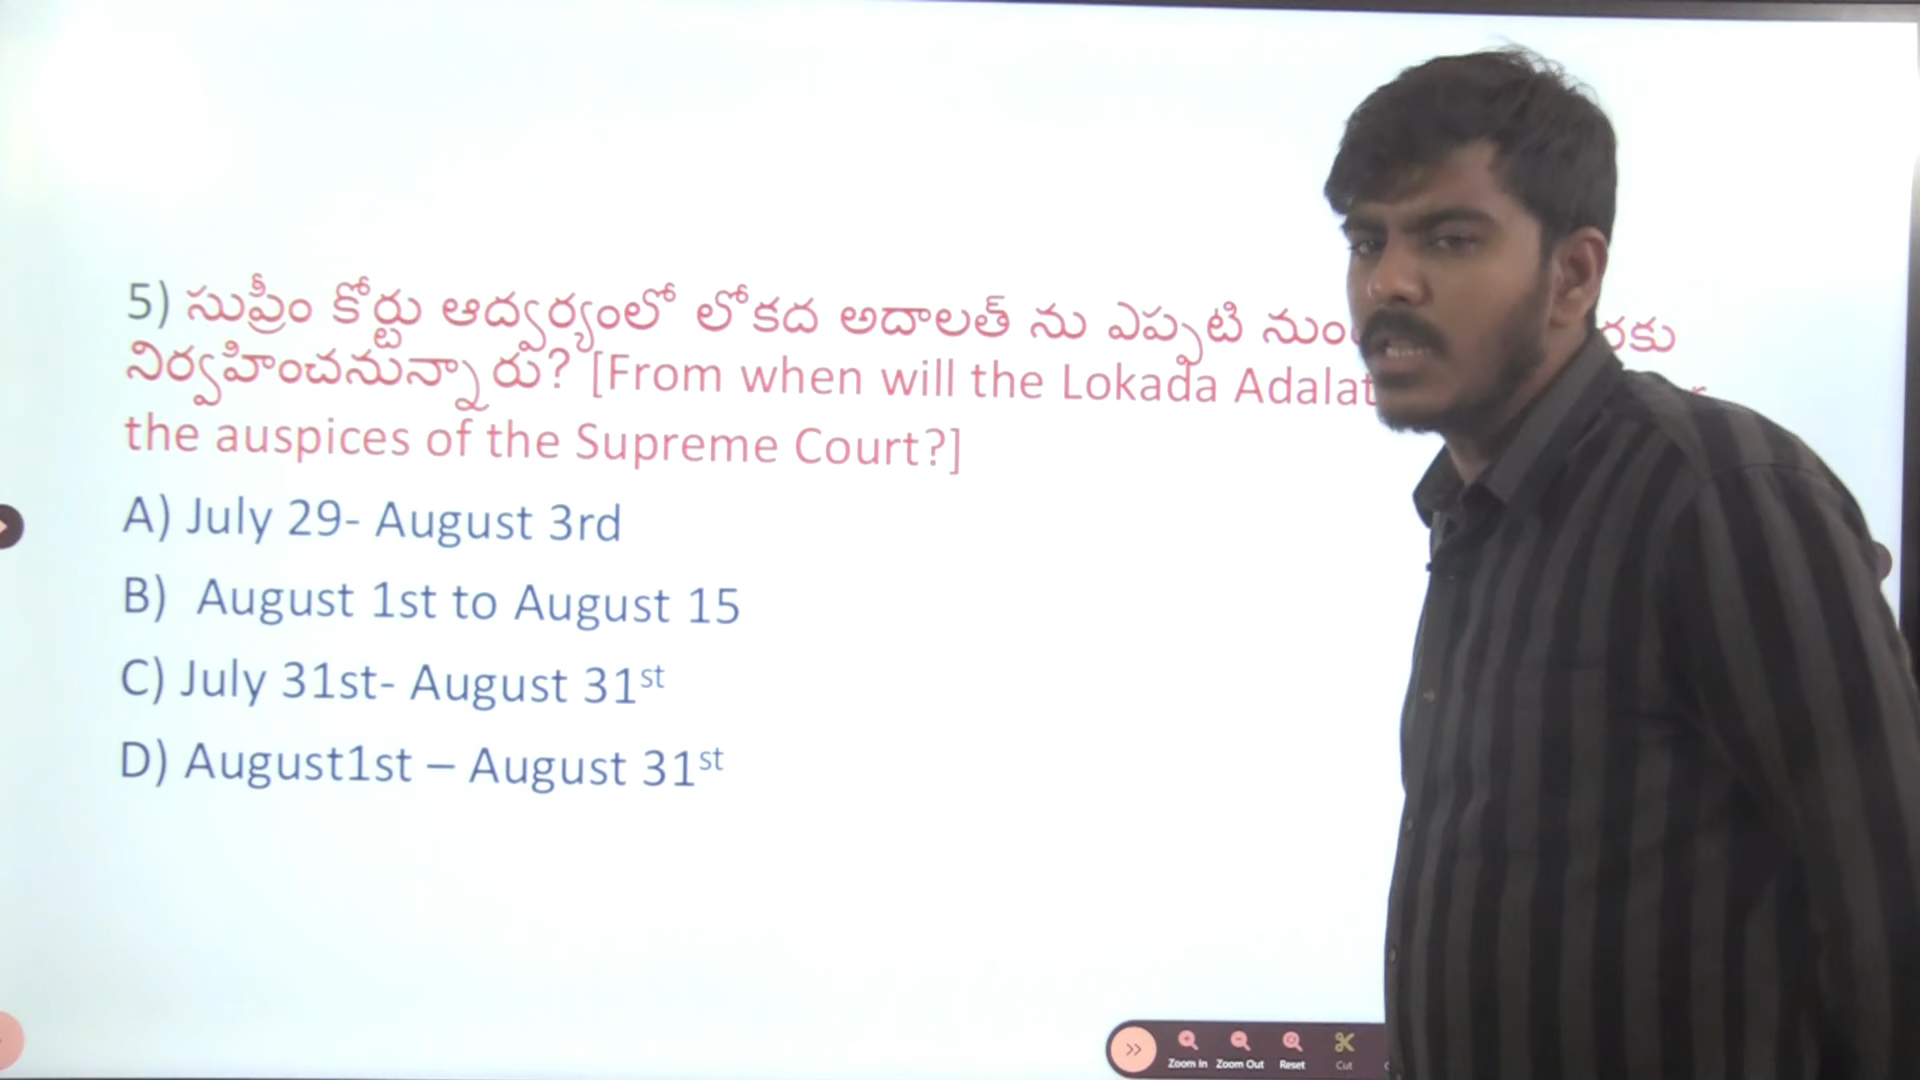 5) సుప్రీం కోర్టు ఆద్వర్యంలో లోకద అదాలత్ ను ఎప్పటి
నిర్వహించనున్నారు? [From when will the Lokada Adalat
the auspices of the Supreme Court?]
A) July 29- August 3rd
B) August 1st to August 15
C) July 31st- August 31st
D) August1st – August 31st
Zoom In Zoom Out Reset Cut